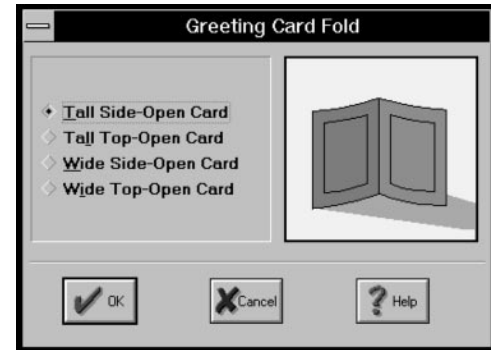 Greeting Card Fold
Tall Side-Open Card
Tall Top-Open Card
Wide Side-Open Card
Wide Top-Open Card
OK
Cancel
Help